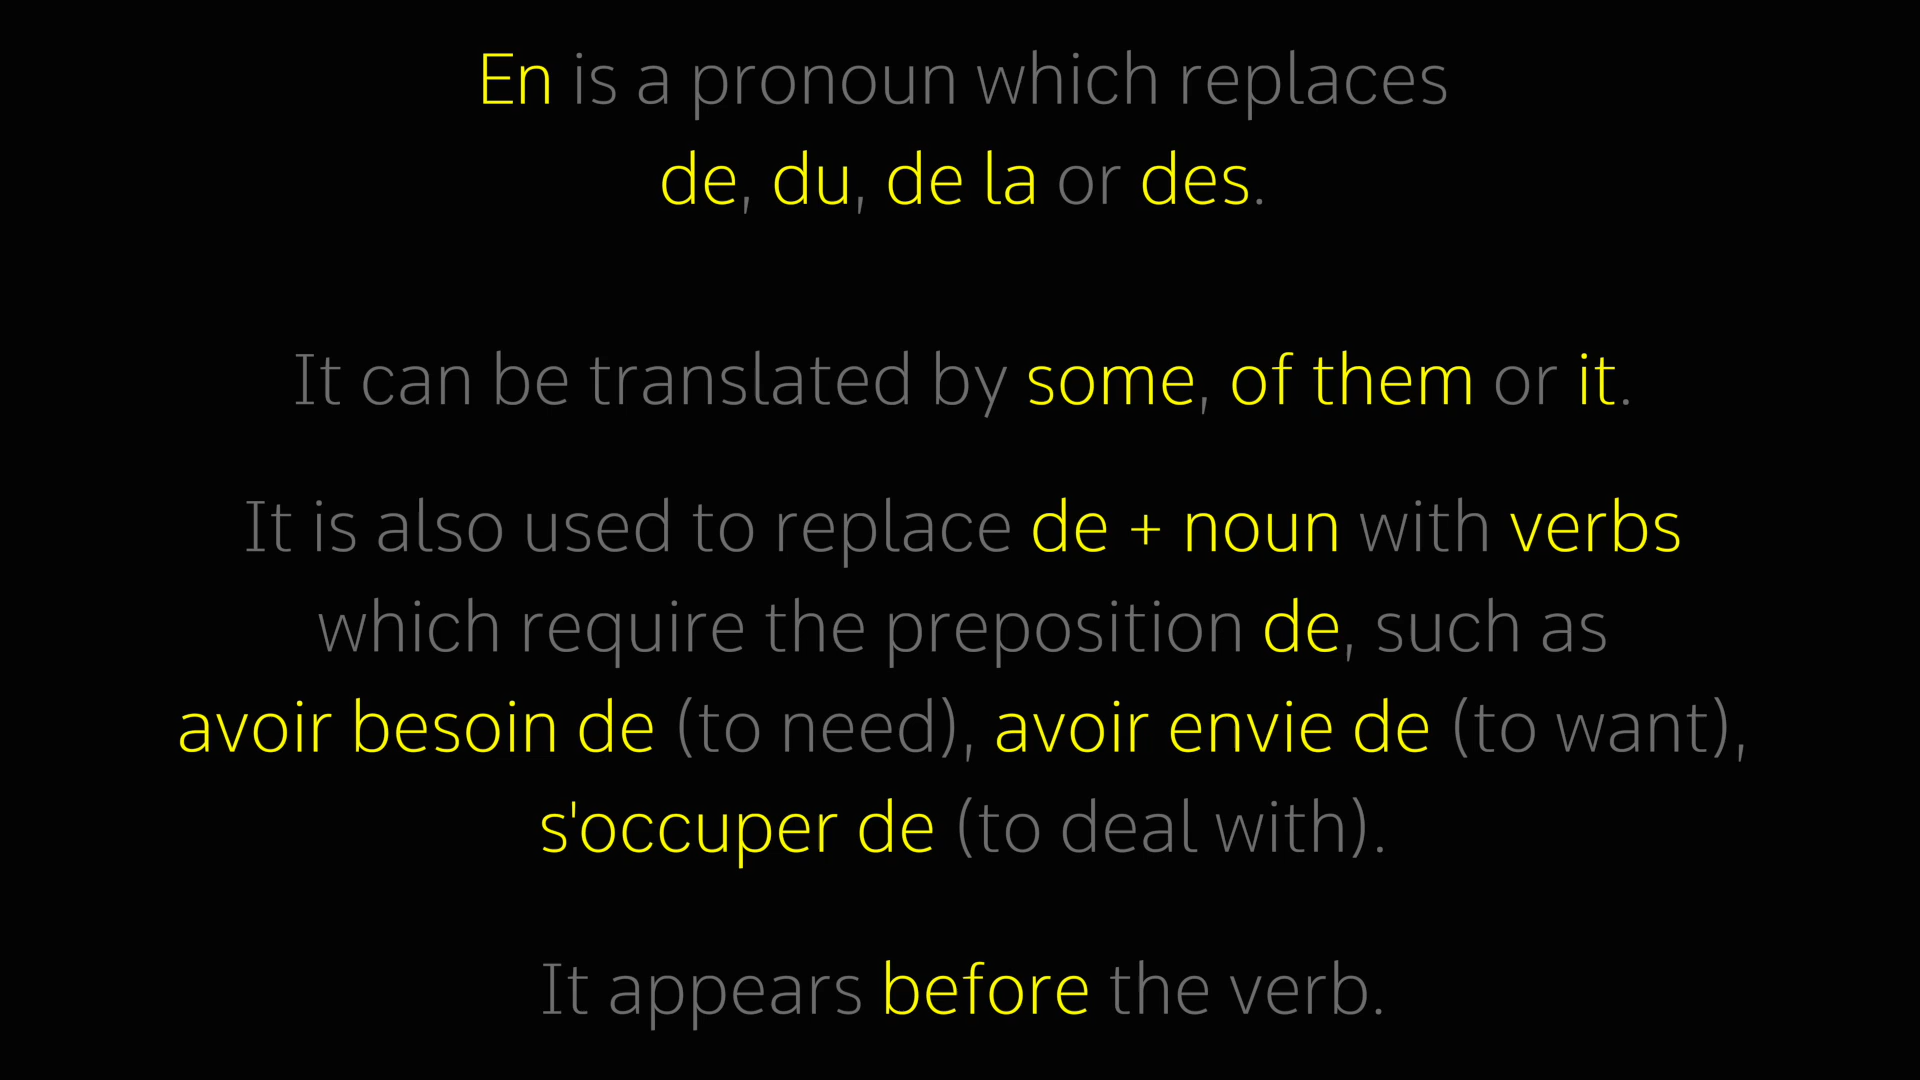 En is a pronoun which replaces
de, du, de la or des.
It can be translated by some, of them or it.
It is also used to replace de + noun with verbs
which require the preposition de, such as
avoir besoin de (to need), avoir envie de (to want),
s'occuper de (to deal with).
It appears before the verb.